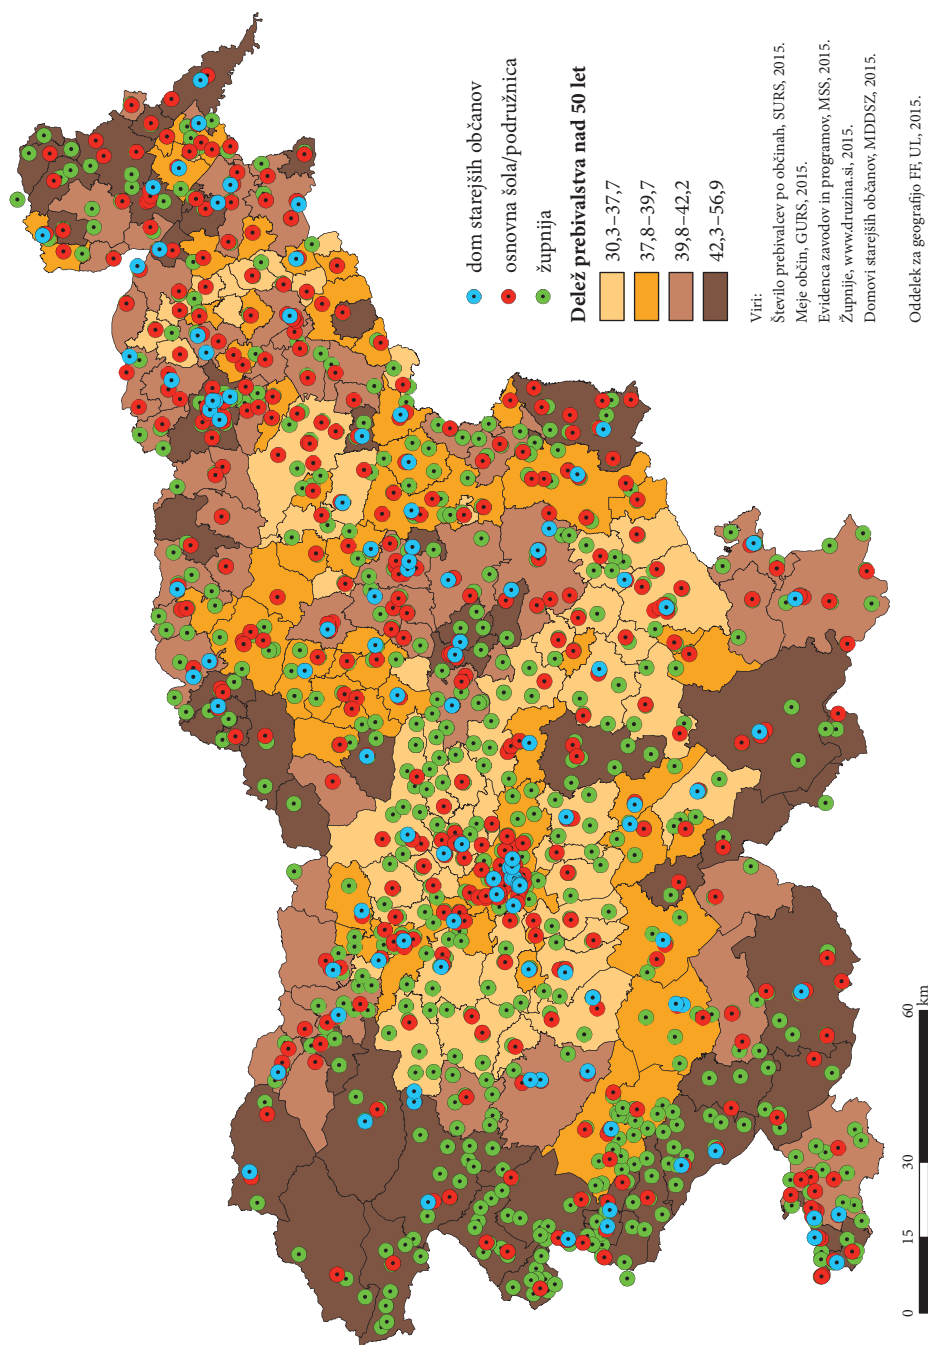 dom starejših občanov
osnovna šola/podružnica
župnija
Delež prebivalstva nad 50 let
30,3–37,7
37,8–39,7
39,8–42,2
42,3–56,9
Viri:
Število prebivalcev po občinah, SURS, 2015.
Meje občin, GURS, 2015.
Evidenca zavodov in programov, MSS, 2015.
Župnije, www.druzina.si, 2015.
Domovi starejših občanov, MDDSZ, 2015.
Oddelek za geografijo FF, UL, 2015.
0 15 30 60
km